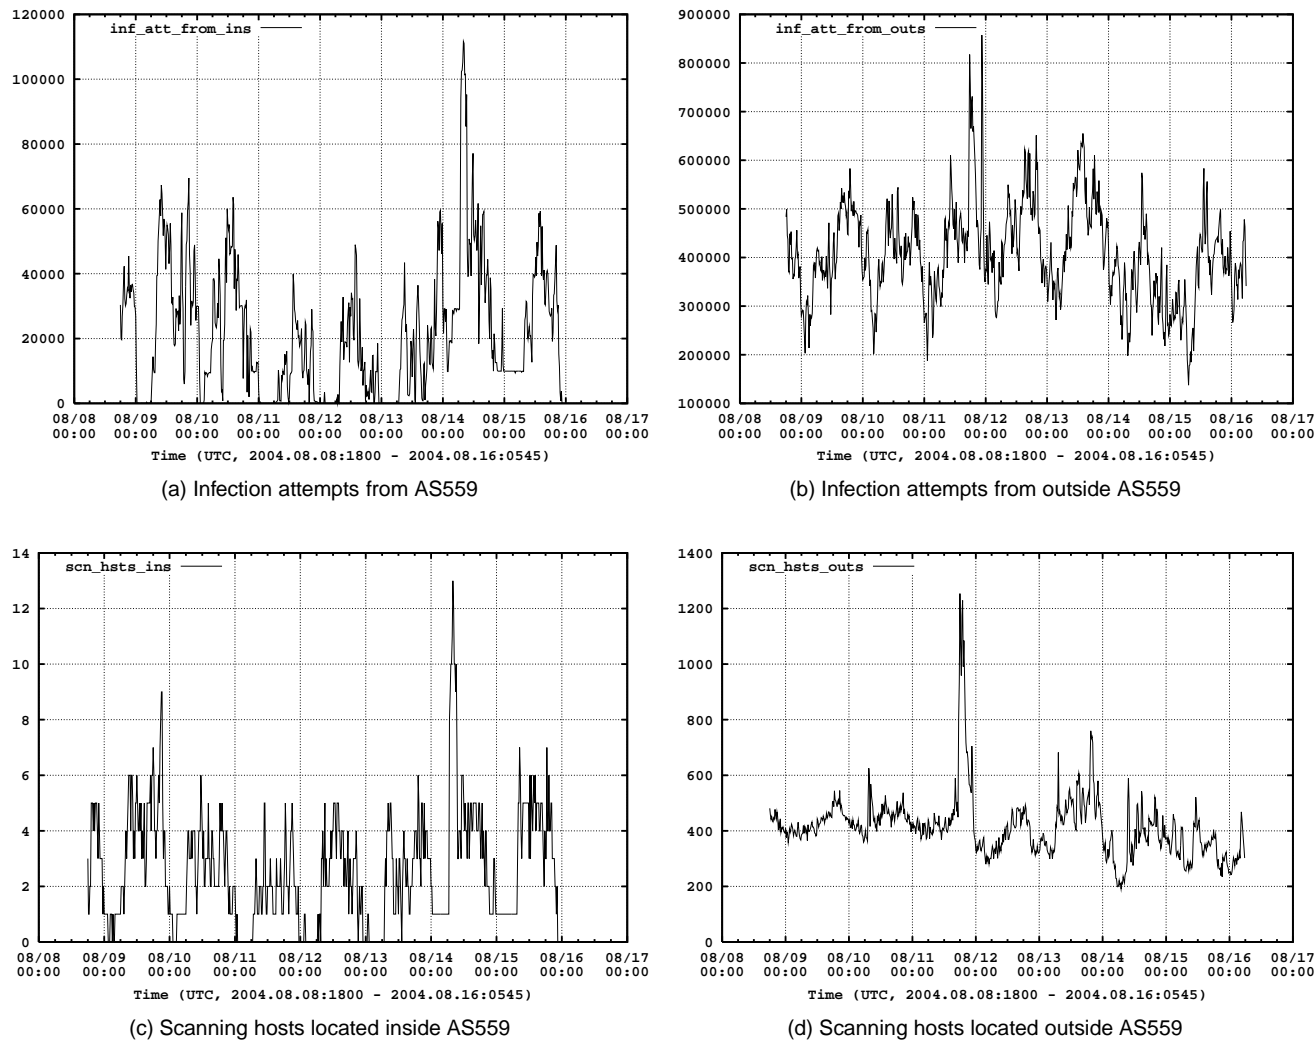 120000
100000
80000
60000
40000
20000
0
inf_att_from_ins
08/08 08/09 08/10 08/11 08/12 08/13 08/14 08/15 08/16 08/17
00:00 00:00 00:00 00:00 00:00 00:00 00:00 00:00 00:00 00:00
Time (UTC, 2004.08.08:1800 - 2004.08.16:0545)
(a) Infection attempts from AS559
900000
800000
700000
600000
500000
400000
300000
200000
100000
inf_att_from_outs
08/08 08/09 08/10 08/11 08/12 08/13 08/14 08/15 08/16 08/17
00:00 00:00 00:00 00:00 00:00 00:00 00:00 00:00 00:00 00:00
Time (UTC, 2004.08.08:1800 - 2004.08.16:0545)
(b) Infection attempts from outside AS559
14
12
10
8
6
4
2
0
scn_hsts_ins
08/08 08/09 08/10 08/11 08/12 08/13 08/14 08/15 08/16 08/17
00:00 00:00 00:00 00:00 00:00 00:00 00:00 00:00 00:00 00:00
Time (UTC, 2004.08.08:1800 - 2004.08.16:0545)
(c) Scanning hosts located inside AS559
1400
1200
1000
800
600
400
200
0
scn_hsts_outs
08/08 08/09 08/10 08/11 08/12 08/13 08/14 08/15 08/16 08/17
00:00 00:00 00:00 00:00 00:00 00:00 00:00 00:00 00:00 00:00
Time (UTC, 2004.08.08:1800 - 2004.08.16:0545)
(d) Scanning hosts located outside AS559